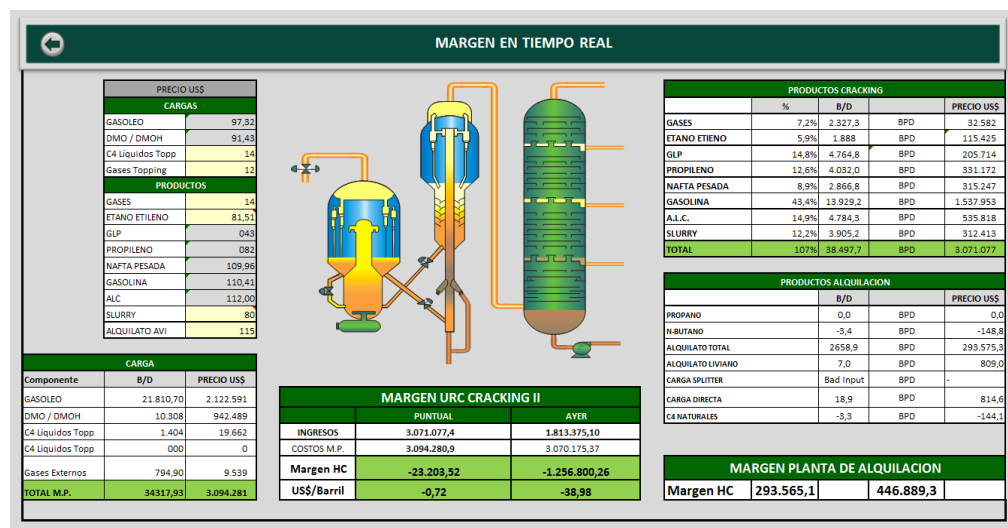 MARGEN EN TIEMPO REAL
PRECIO US$
CARGAS
GASOLEO 97,32
DMO / DMOH 91,43
C4 Líquidos Topp 14
Gases Topping 12
PRODUCTOS
GASES 14
ETANO ETILENO 81,51
GLP 043
PROPILENO 082
NAFTA PESADA 109,96
GASOLINA 110,41
ALC 112,00
SLURRY 80
ALQUILATO AVI 115
CARGA
Componente B/D PRECIO US$
GASOLEO 21.810,70 2.122.591
DMO / DMOH 10.308 942.489
C4 Líquidos Topp 1.404 19.662
C4 Líquidos Topp 000 0
Gases Externos 794,90 9.539
TOTAL M.P. 34317,93 3.094.281
MARGEN URC CRACKING II
PUNTUAL AYER
INGRESOS 3.071.077,4 1.813.375,10
COSTOS M.P. 3.094.280,9 3.070.175,37
Margen HC -23.203,52 -1.256.800,26
US$/Barril -0,72 -38,98
PRODUCTOS CRACKING
% B/D PRECIO US$
GASES 7,2% 2.327,3 BPD 32.582
ETANO ETIENO 5,9% 1.888 BPD 115.425
GLP 14,8% 4.764,8 BPD 205.714
PROPILENO 12,6% 4.032,0 BPD 331.172
NAFTA PESADA 8,9% 2.866,8 BPD 315.247
GASOLINA 43,4% 13.929,2 BPD 1.537.953
A.L.C. 14,9% 4.784,3 BPD 535.818
SLURRY 12,2% 3.905,2 BPD 312.413
TOTAL 107% 38.497,7 BPD 3.071.077
PRODUCTOS ALQUILACION
B/D PRECIO US$
PROPANO 0,0 BPD 0,0
N-BUTANO -3,4 BPD -148,8
ALQUILATO TOTAL 2658,9 BPD 293.575,3
ALQUILATO LIVIANO 7,0 BPD 809,0
CARGA SPLITTER Bad Input BPD -
CARGA DIRECTA 18,9 BPD 814,6
C4 NATURALES -3,3 BPD -144,1
MARGEN PLANTA DE ALQUILACION
Margen HC 293.565,1 446.889,3